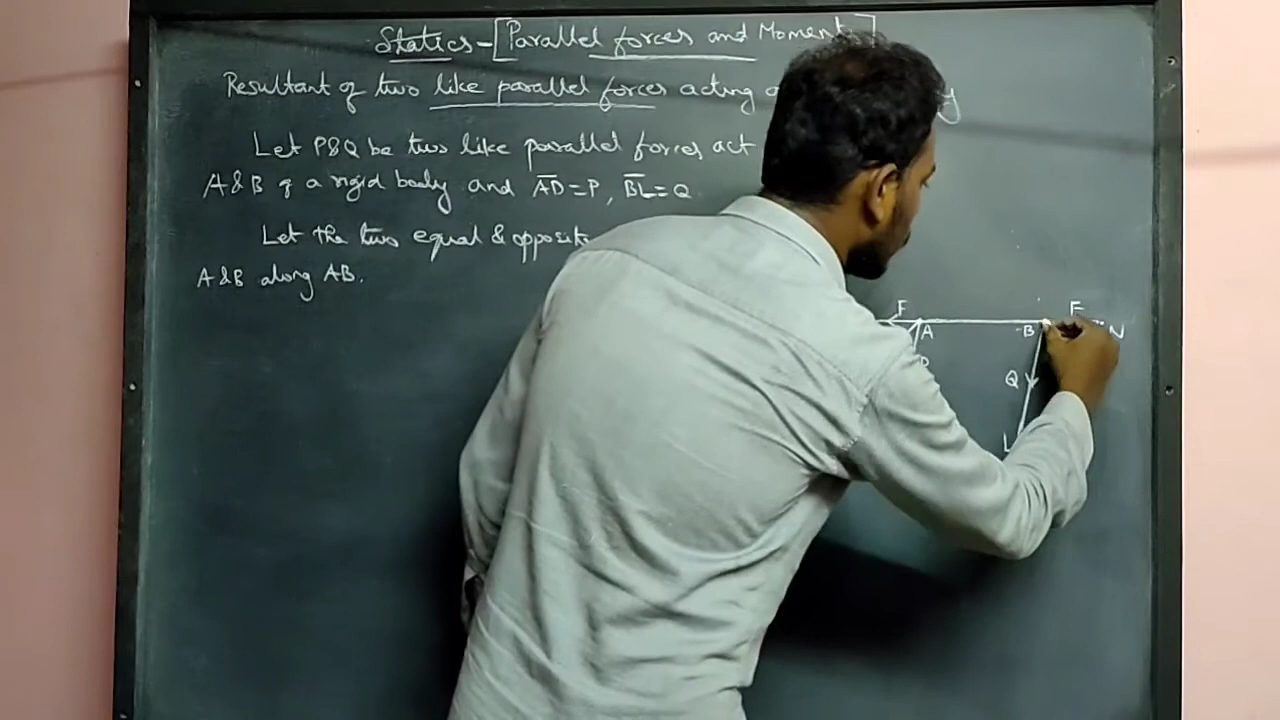 Statics - [Parallel forces and Moment ]
Resultant of two like parallel forces acting
Let P&Q be two like parallel forces act
A&B of a rigid body and AD = P, BL = Q
Let the two equal & opposite
A&B along AB.
F
F
A
B
N
Q
L